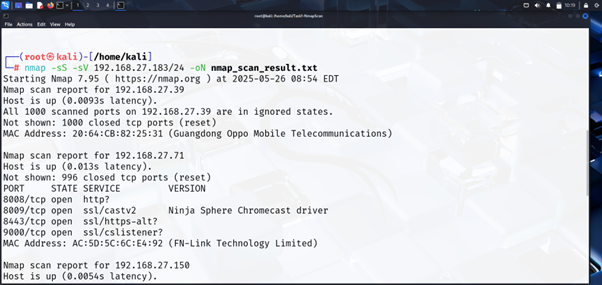 1 2 3 4
10:19
root@kali: /home/kali/Task1-NmapScan
File Actions Edit View Help
(root㉿kali)-[/home/kali]
# nmap -sS -sV 192.168.27.183/24 -oN nmap_scan_result.txt
Starting Nmap 7.95 ( https://nmap.org ) at 2025-05-26 08:54 EDT
Nmap scan report for 192.168.27.39
Host is up (0.0093s latency).
All 1000 scanned ports on 192.168.27.39 are in ignored states.
Not shown: 1000 closed tcp ports (reset)
MAC Address: 20:64:CB:82:25:31 (Guangdong Oppo Mobile Telecommunications)
Nmap scan report for 192.168.27.71
Host is up (0.013s latency).
Not shown: 996 closed tcp ports (reset)
PORT STATE SERVICE VERSION
8008/tcp open http?
8009/tcp open ssl/castv2 Ninja Sphere Chromecast driver
8443/tcp open ssl/https-alt?
9000/tcp open ssl/cslistener?
MAC Address: AC:5D:5C:6C:E4:92 (FN-Link Technology Limited)
Nmap scan report for 192.168.27.150
Host is up (0.0054s latency).